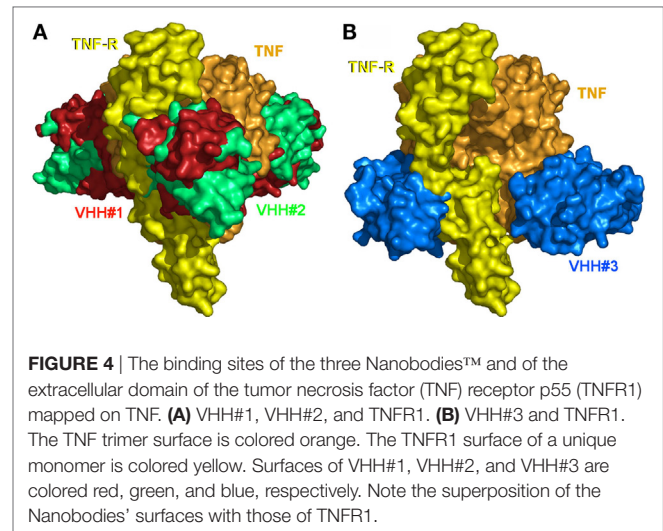 A
TNF-R
TNF
VHH#1
VHH#2
B
TNF-R
TNF
VHH#3
FIGURE 4 | The binding sites of the three Nanobodies™ and of the
extracellular domain of the tumor necrosis factor (TNF) receptor p55 (TNFR1)
mapped on TNF. (A) VHH#1, VHH#2, and TNFR1. (B) VHH#3 and TNFR1.
The TNF trimer surface is colored orange. The TNFR1 surface of a unique
monomer is colored yellow. Surfaces of VHH#1, VHH#2, and VHH#3 are
colored red, green, and blue, respectively. Note the superposition of the
Nanobodies' surfaces with those of TNFR1.